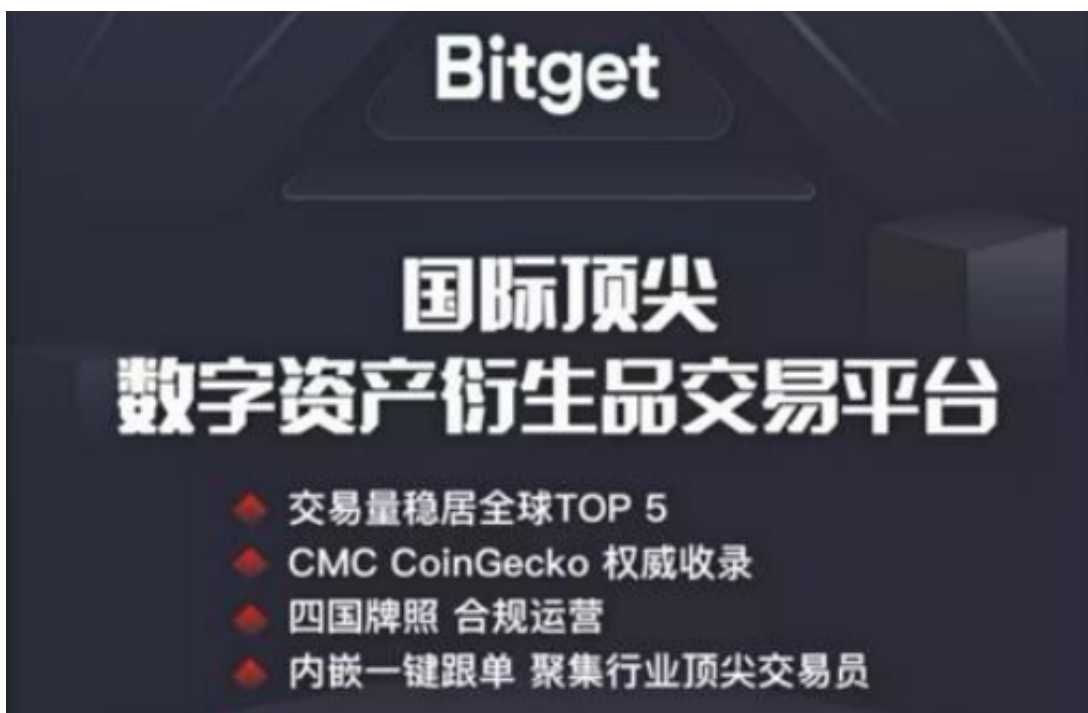 Bitget
国际顶尖
数字资产衍生品交易平台
交易量稳居全球TOP 5
CMC CoinGecko 权威收录
四国牌照 合规运营
内嵌一键跟单 聚集行业顶尖交易员